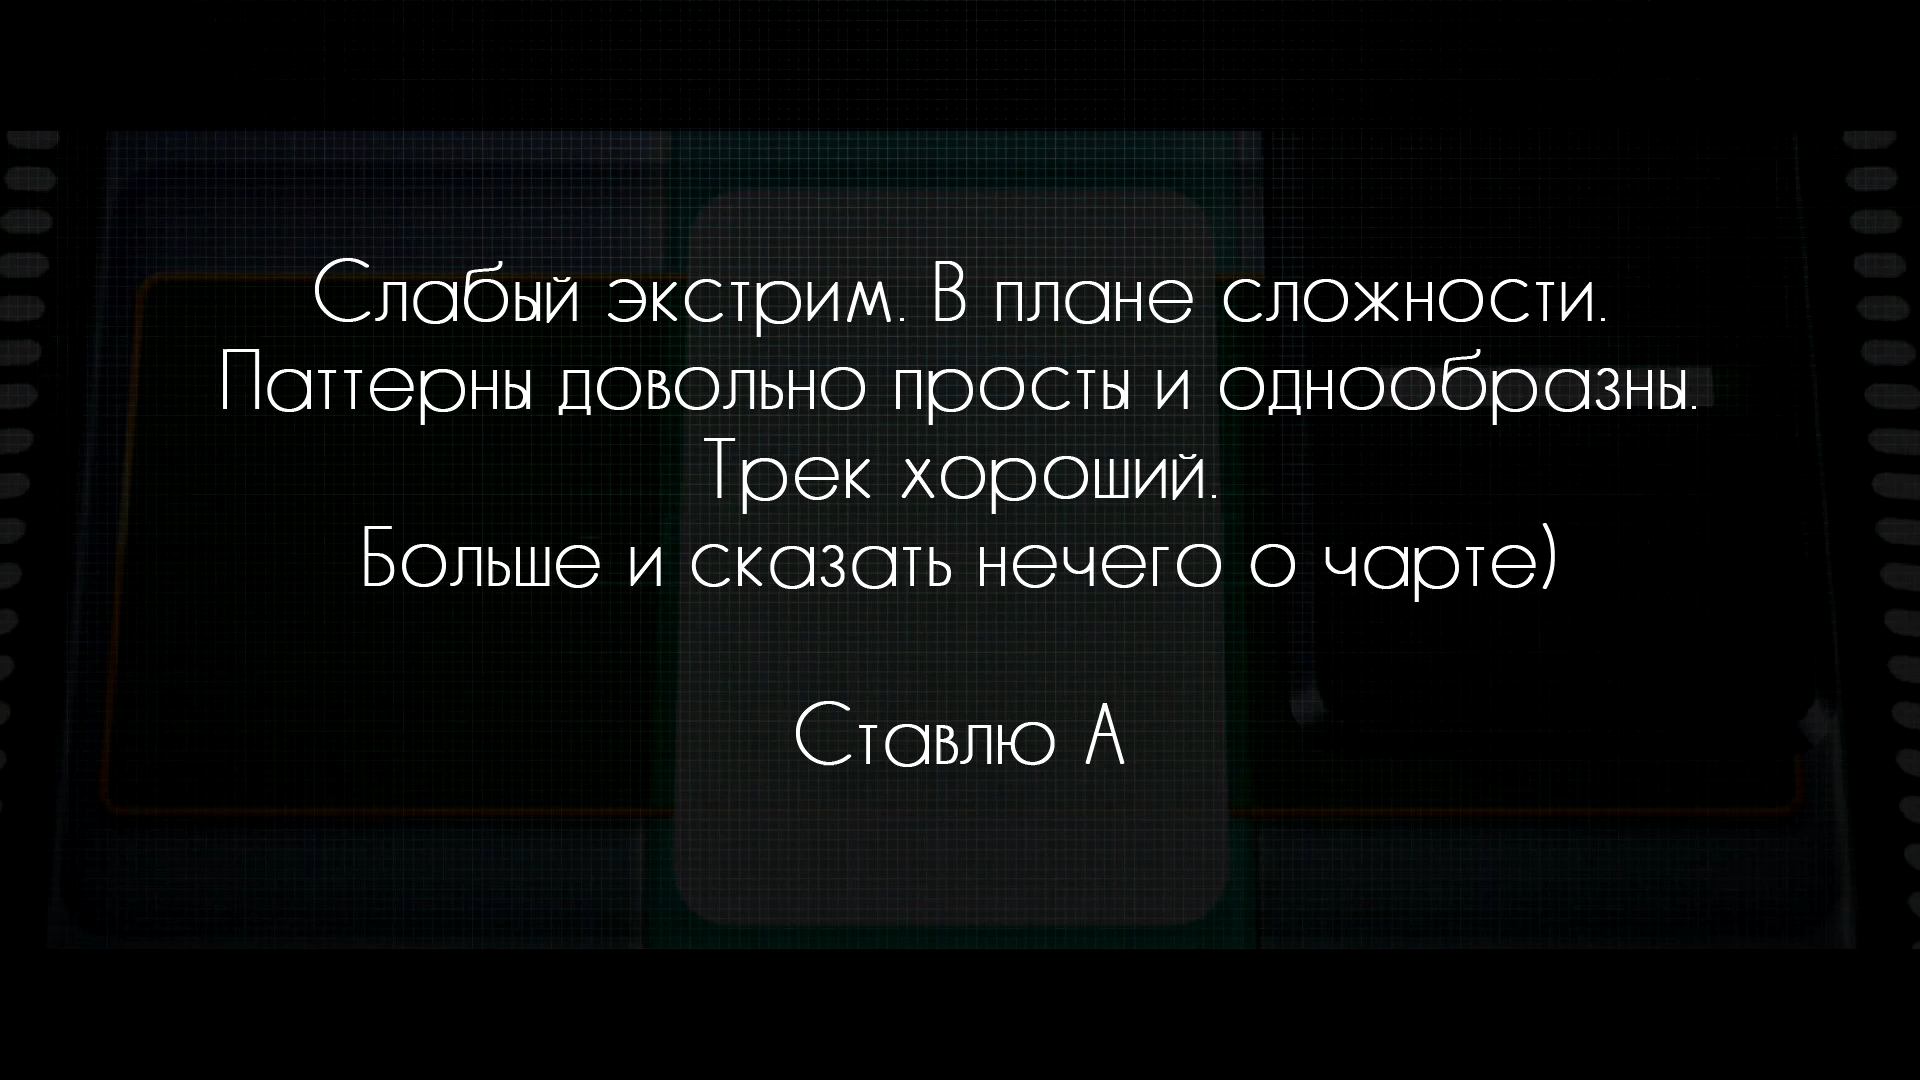 Слабый экстрим. В плане сложности.
Паттерны довольно просты и однообразны.
Трек хороший.
Больше и сказать нечего о чарте)
Ставлю А